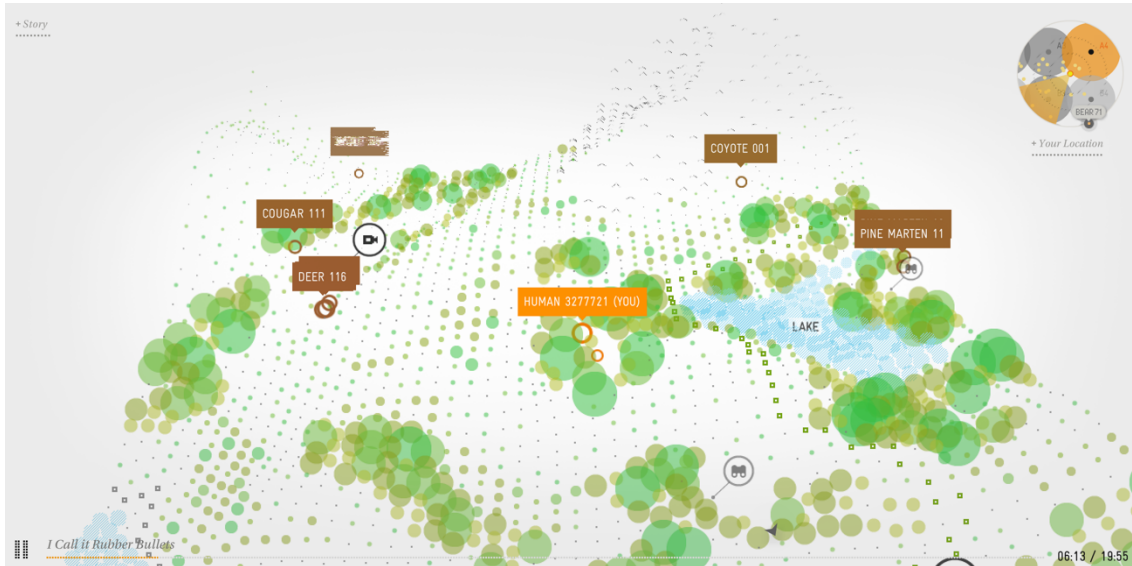 + Story
COYOTE 001
BEAR 71
+ Your Location
COUGAR 111
PINE MARTEN 11
DEER 116
HUMAN 3277721 (YOU)
LAKE
I Call it Rubber Bullets
06:13 / 19:55